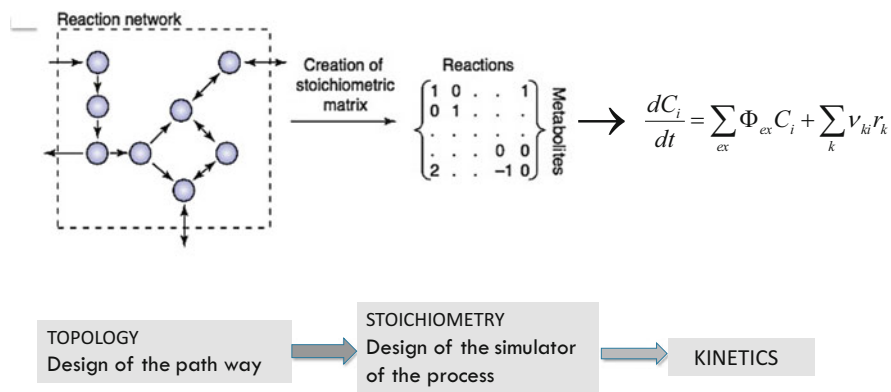 Reaction network
Creation of
stoichiometric
matrix
Reactions
1 0 . . 1
0 1 . . .
. . . . .
. . . 0 0
2 . . −1 0
Metabolites
dC_i/dt = ∑_ex Φ_ex C_i + ∑_k ν_ki r_k
TOPOLOGY
Design of the path way
STOICHIOMETRY
Design of the simulator
of the process
KINETICS